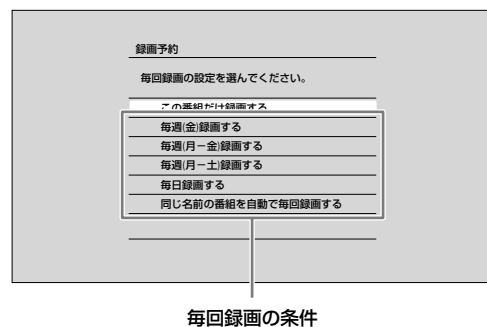 録画予約
毎回録画の設定を選んでください。
この番組だけ録画する
毎週(金)録画する
毎週(月－金)録画する
毎週(月－土)録画する
毎日録画する
同じ名前の番組を自動で毎回録画する
毎回録画の条件